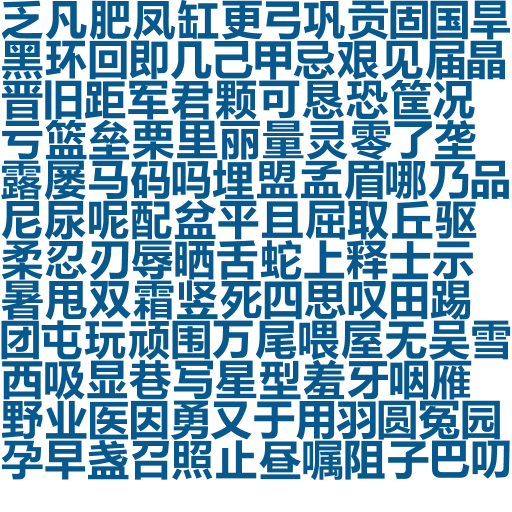 乏凡肥凤缸更弓巩贡固国旱
黑环回即几己甲忌艰见届晶
晋旧距军君颗可恳恐筐况
亏篮垒栗里丽量灵零了垄
露屡马码吗埋盟孟眉哪乃品
尼尿呢配盆平且屈取丘驱
柔忍刃辱晒舌蛇上释士示
暑甩双霜竖死四思叹田踢
团屯玩顽围万尾喂屋无吴雪
西吸显巷写星型羞牙咽雁
野业医因勇又于用羽圆冤园
孕早盏召照止昼嘱阻子巴叨